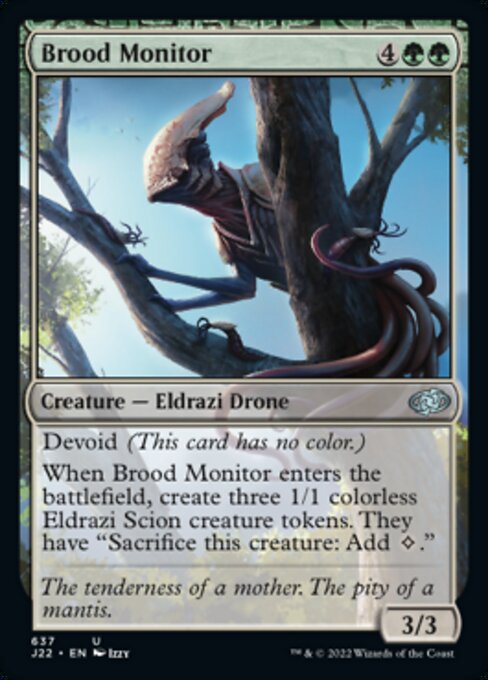 Brood Monitor 4
Creature — Eldrazi Drone
Devoid (This card has no color.)
When Brood Monitor enters the
battlefield, create three 1/1 colorless
Eldrazi Scion creature tokens. They
have “Sacrifice this creature: Add .”
The tenderness of a mother. The pity of a
mantis.
3/3
637 U
J22 • EN Izzy
™ & © 2022 Wizards of the Coast